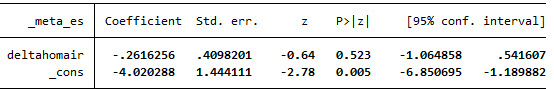 _meta_es Coefficient Std. err. z P>|z| [95% conf. interval]
deltahomair -.2616256 .4098201 -0.64 0.523 -1.064858 .541607
_cons -4.020288 1.444111 -2.78 0.005 -6.850695 -1.189882